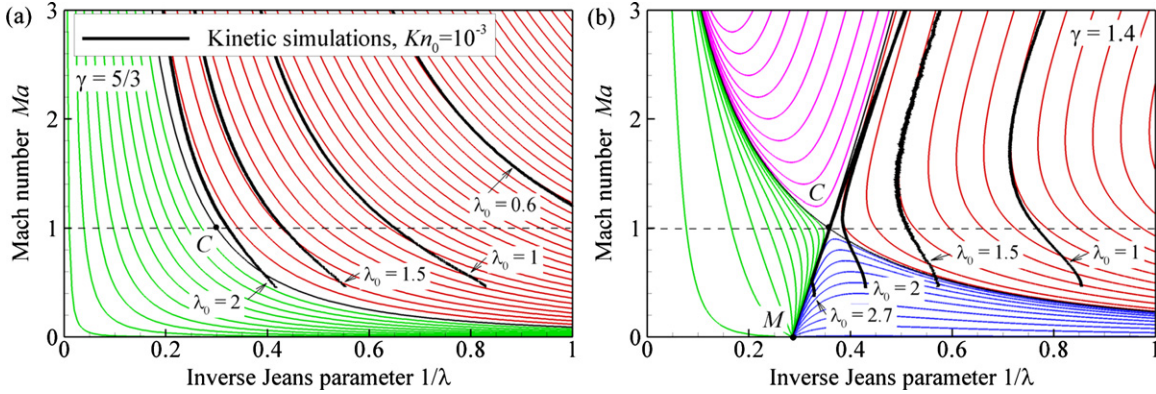 (a)
3
2
1
0
Mach number Ma
Kinetic simulations, Kn₀=10⁻³
γ = 5/3
C
λ₀ = 0.6
λ₀ = 1
λ₀ = 1.5
λ₀ = 2
0 0.2 0.4 0.6 0.8 1
Inverse Jeans parameter 1/λ
(b)
3
2
1
0
Mach number Ma
γ = 1.4
C
λ₀ = 1.5
λ₀ = 1
λ₀ = 2
λ₀ = 2.7
M
0 0.2 0.4 0.6 0.8 1
Inverse Jeans parameter 1/λ